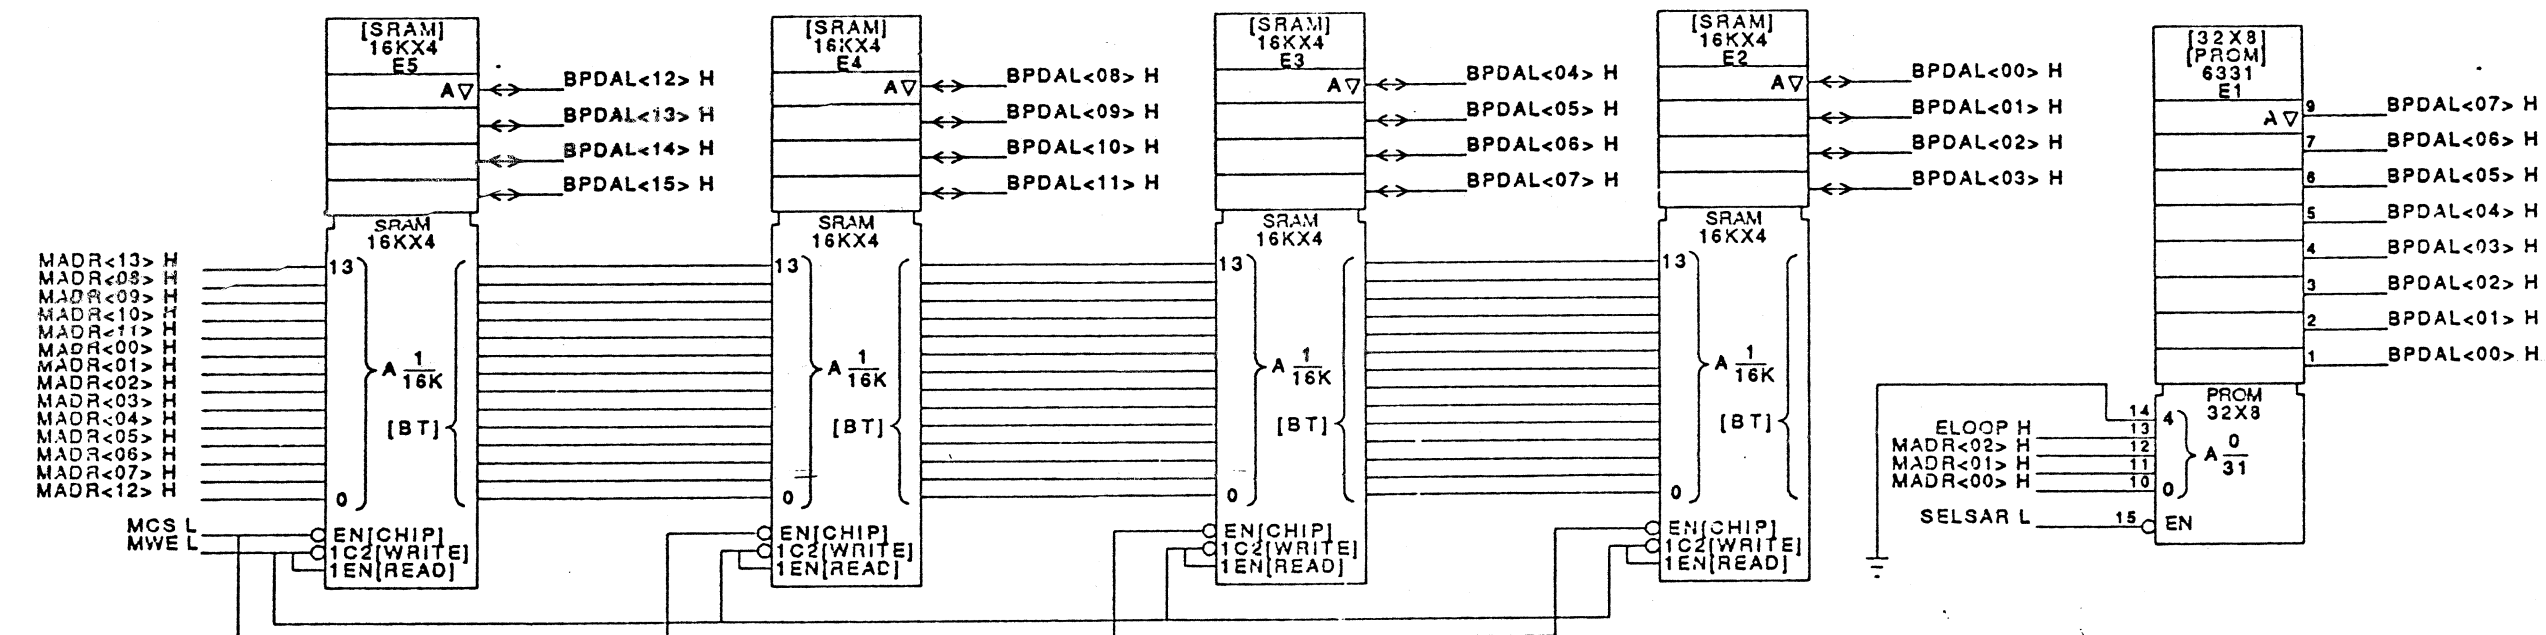 [SRAM]
16KX4
E5
A
BPDAL<12> H
BPDAL<13> H
BPDAL<14> H
BPDAL<15> H
SRAM
16KX4
MADR<13> H
MADR<08> H
MADR<09> H
MADR<10> H
MADR<11> H
MADR<00> H
MADR<01> H
MADR<02> H
MADR<03> H
MADR<04> H
MADR<05> H
MADR<06> H
MADR<07> H
MADR<12> H
MCS L
MWE L
13
A 1/16K
[BT]
0
EN[CHIP]
1C2[WRITE]
1EN[READ]
[SRAM]
16KX4
E4
A
BPDAL<08> H
BPDAL<09> H
BPDAL<10> H
BPDAL<11> H
SRAM
16KX4
13
A 1/16K
[BT]
0
EN[CHIP]
1C2[WRITE]
1EN[READ]
[SRAM]
16KX4
E3
A
BPDAL<04> H
BPDAL<05> H
BPDAL<06> H
BPDAL<07> H
SRAM
16KX4
13
A 1/16K
[BT]
0
EN[CHIP]
1C2[WRITE]
1EN[READ]
[SRAM]
16KX4
E2
A
BPDAL<00> H
BPDAL<01> H
BPDAL<02> H
BPDAL<03> H
SRAM
16KX4
13
A 1/16K
[BT]
0
EN[CHIP]
1C2[WRITE]
1EN[READ]
[32X8]
[PROM]
6331
E1
A
9 BPDAL<07> H
7 BPDAL<06> H
6 BPDAL<05> H
5 BPDAL<04> H
4 BPDAL<03> H
3 BPDAL<02> H
2 BPDAL<01> H
1 BPDAL<00> H
PROM
32X8
14 4
ELOOP H 13
MADR<02> H 12
MADR<01> H 11
MADR<00> H 10 0
A 0/31
SELSAR L 15 EN